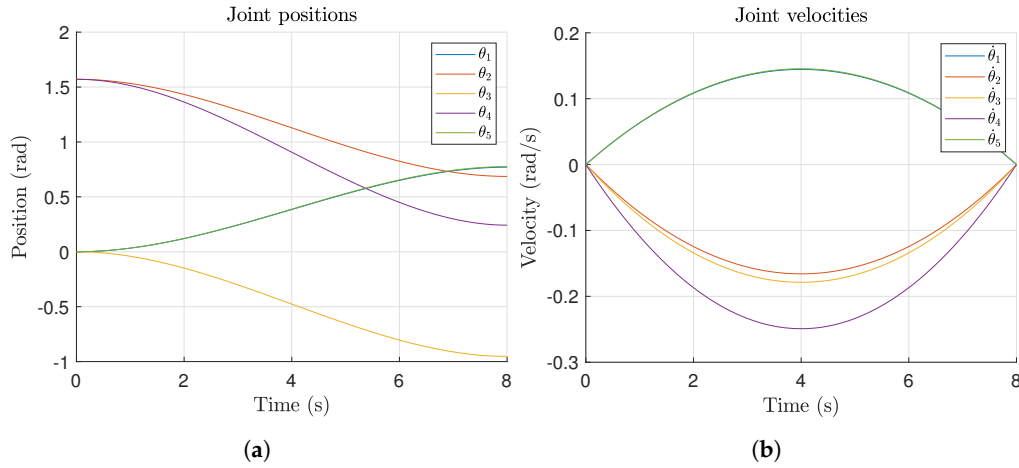 Joint positions
2
1.5
1
0.5
0
-0.5
-1
0 2 4 6 8
Position (rad)
Time (s)
θ1
θ2
θ3
θ4
θ5
(a)
Joint velocities
0.2
0.1
0
-0.1
-0.2
-0.3
0 2 4 6 8
Velocity (rad/s)
Time (s)
θ̇1
θ̇2
θ̇3
θ̇4
θ̇5
(b)